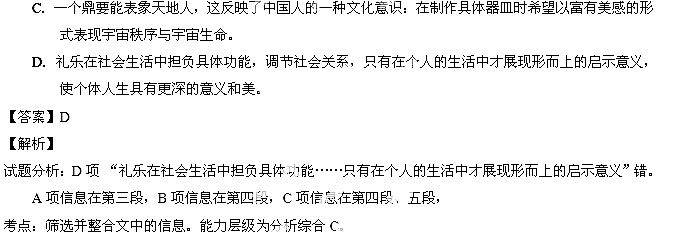 C. 一个鼎要能表象天地人，这反映了中国人的一种文化意识：在制作具体器皿时希望以富有美感的形
式表现宇宙秩序与宇宙生命。
D. 礼乐在社会生活中担负具体功能，调节社会关系，只有在个人的生活中才展现形而上的启示意义，
使个体人生具有更深的意义和美。
【答案】D
【解析】
试题分析：D 项 “礼乐在社会生活中担负具体功能……只有在个人的生活中才展现形而上的启示意义”错。
A 项信息在第三段，B 项信息在第四段，C 项信息在第四段．五段，
考点：筛选并整合文中的信息。能力层级为分析综合 C。